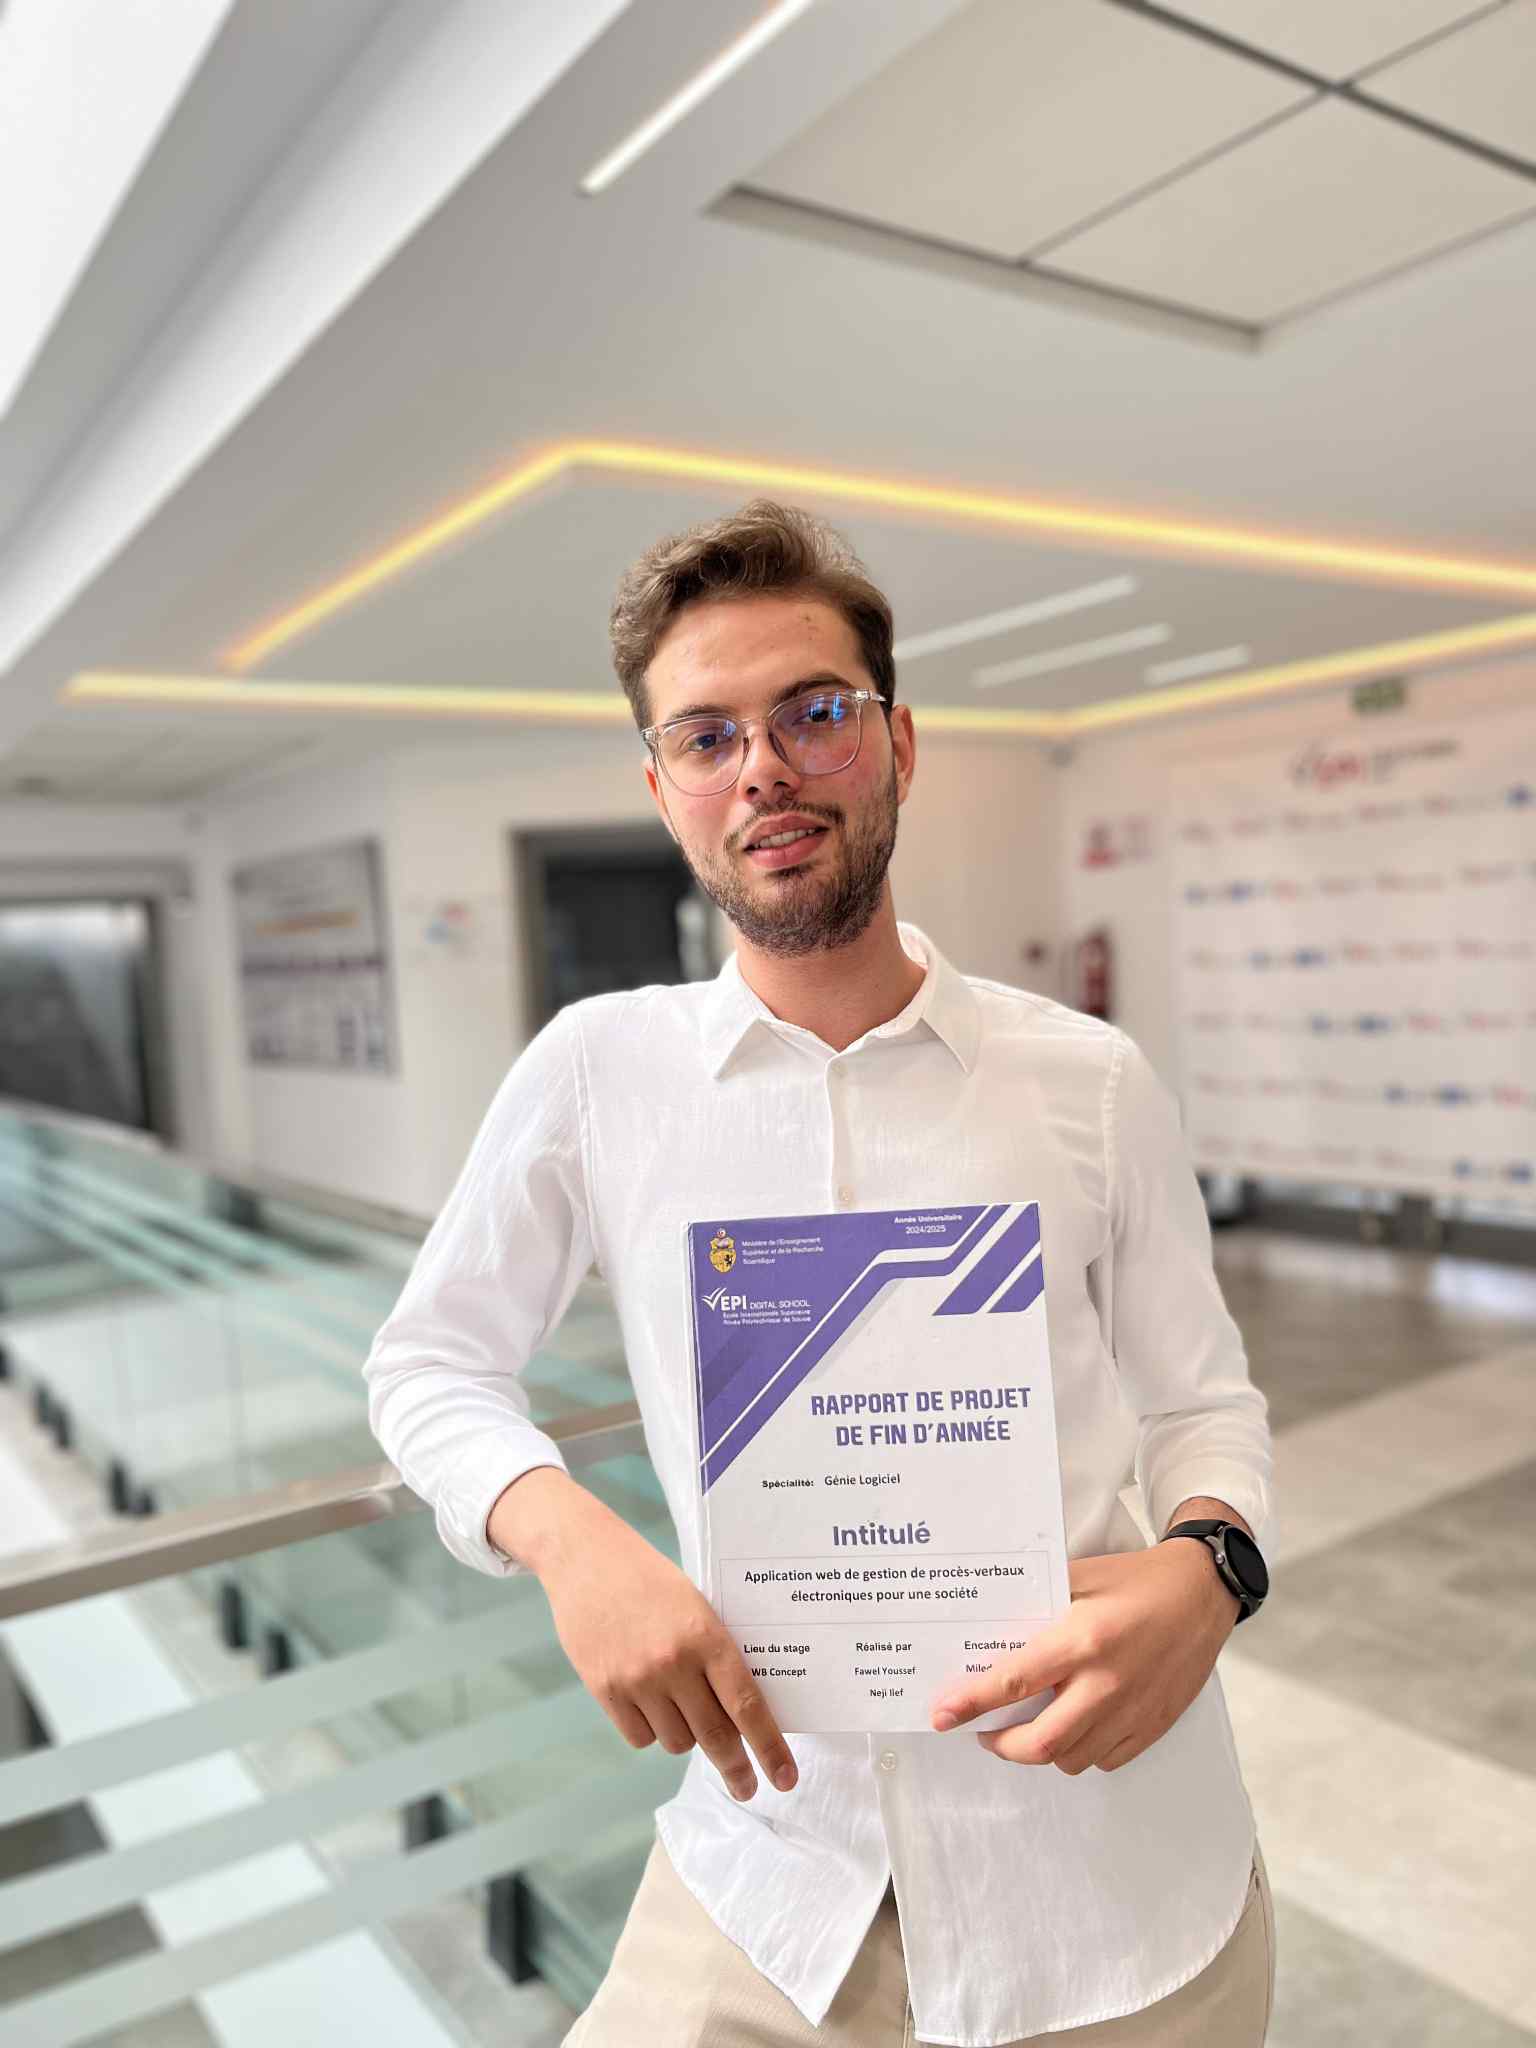 Année Universitaire
2024/2025
Ministère de l'Enseignement
Supérieur et de la Recherche
Scientifique
EPI DIGITAL SCHOOL
École Internationale Supérieure
Privée Polytechnique de Sousse
RAPPORT DE PROJET
DE FIN D'ANNÉE
Spécialité: Génie Logiciel
Intitulé
Application web de gestion de procès-verbaux
électroniques pour une société
Lieu du stage Réalisé par Encadré par
WB Concept Fawel Youssef Miled
Neji Ilef